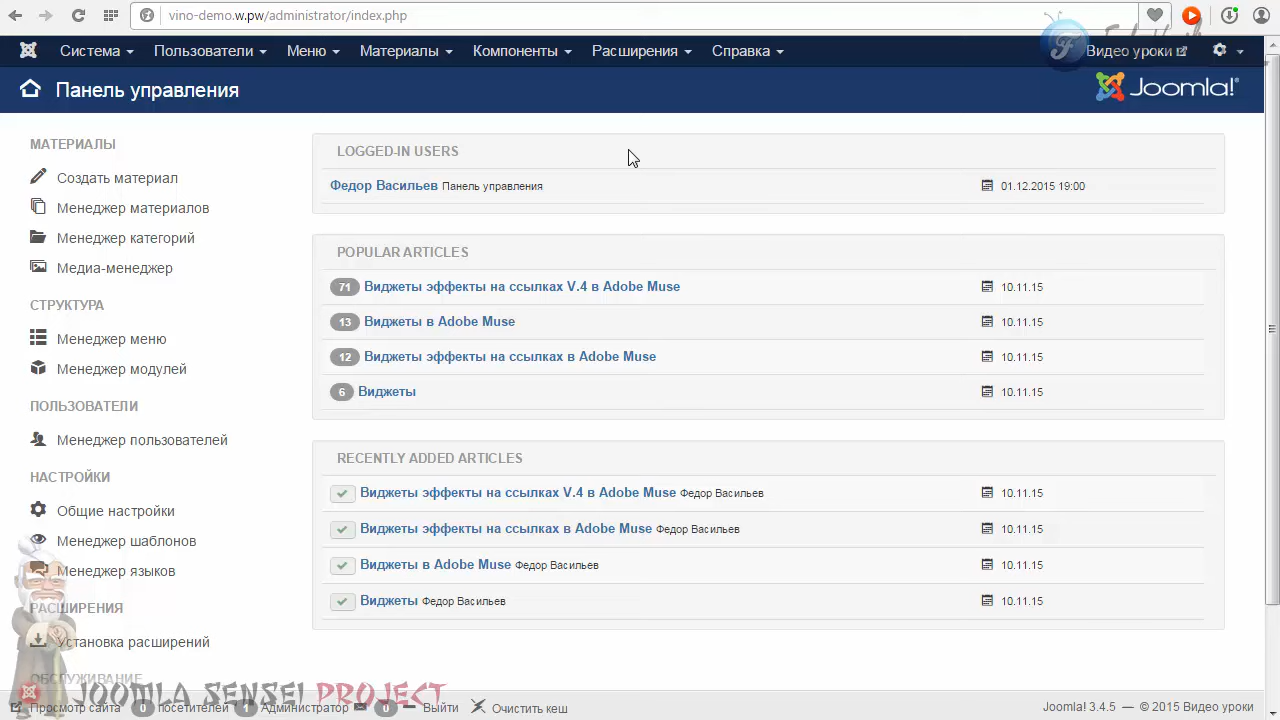 vino-demo.w.pw/administrator/index.php
Система Пользователи Меню Материалы Компоненты Расширения Справка Видео уроки
Панель управления
Joomla!
МАТЕРИАЛЫ
Создать материал
Менеджер материалов
Менеджер категорий
Медиа-менеджер
СТРУКТУРА
Менеджер меню
Менеджер модулей
ПОЛЬЗОВАТЕЛИ
Менеджер пользователей
НАСТРОЙКИ
Общие настройки
Менеджер шаблонов
Менеджер языков
РАСШИРЕНИЯ
Установка расширений
ОБСЛУЖИВАНИЕ
LOGGED-IN USERS
Федор Васильев Панель управления 01.12.2015 19:00
POPULAR ARTICLES
71 Виджеты эффекты на ссылках V.4 в Adobe Muse 10.11.15
13 Виджеты в Adobe Muse 10.11.15
12 Виджеты эффекты на ссылках в Adobe Muse 10.11.15
6 Виджеты 10.11.15
RECENTLY ADDED ARTICLES
Виджеты эффекты на ссылках V.4 в Adobe Muse Федор Васильев 10.11.15
Виджеты эффекты на ссылках в Adobe Muse Федор Васильев 10.11.15
Виджеты в Adobe Muse Федор Васильев 10.11.15
Виджеты Федор Васильев 10.11.15
JOOMLA SENSEI PROJECT
Просмотр сайта 0 посетителей 1 Администратор 0 Выйти Очистить кеш Joomla! 3.4.5 — © 2015 Видео уроки